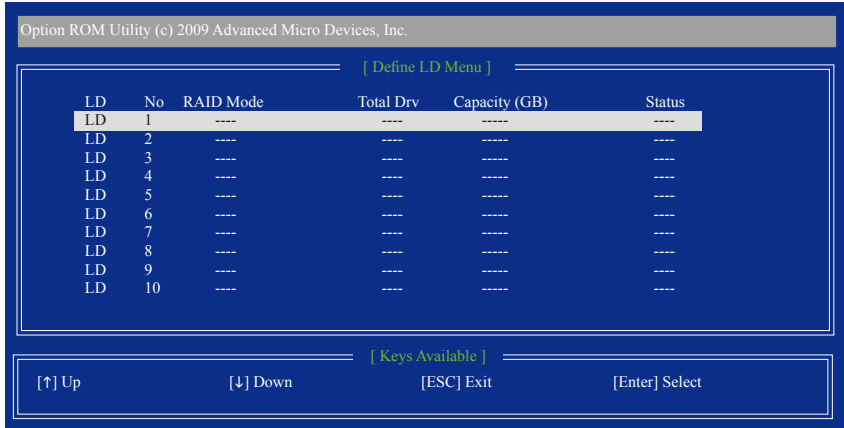 Option ROM Utility (c) 2009 Advanced Micro Devices, Inc.
[ Define LD Menu ]
LD No RAID Mode Total Drv Capacity (GB) Status
LD 1 ---- ---- ----- ----
LD 2 ---- ---- ----- ----
LD 3 ---- ---- ----- ----
LD 4 ---- ---- ----- ----
LD 5 ---- ---- ----- ----
LD 6 ---- ---- ----- ----
LD 7 ---- ---- ----- ----
LD 8 ---- ---- ----- ----
LD 9 ---- ---- ----- ----
LD 10 ---- ---- ----- ----
[ Keys Available ]
[↑] Up [↓] Down [ESC] Exit [Enter] Select